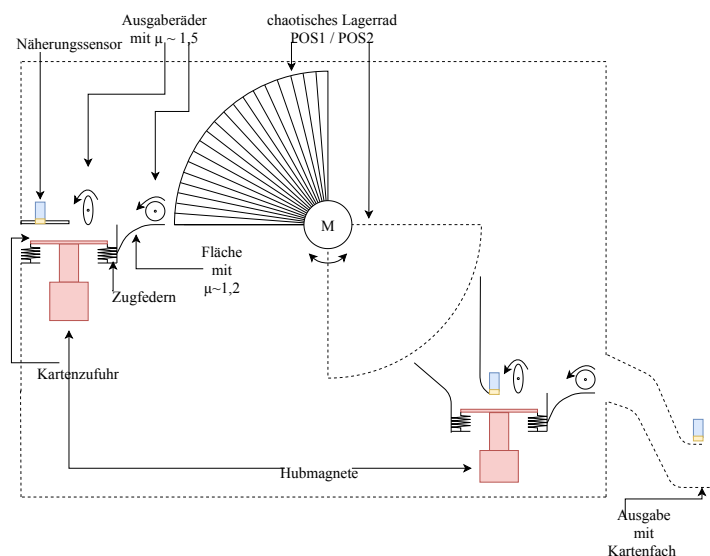 Näherungssensor
Ausgaberäder
mit µ ~ 1,5
chaotisches Lagerrad
POS1 / POS2
M
Fläche
mit
µ~1,2
Zugfedern
Kartenzufuhr
Hubmagnete
Ausgabe
mit
Kartenfach